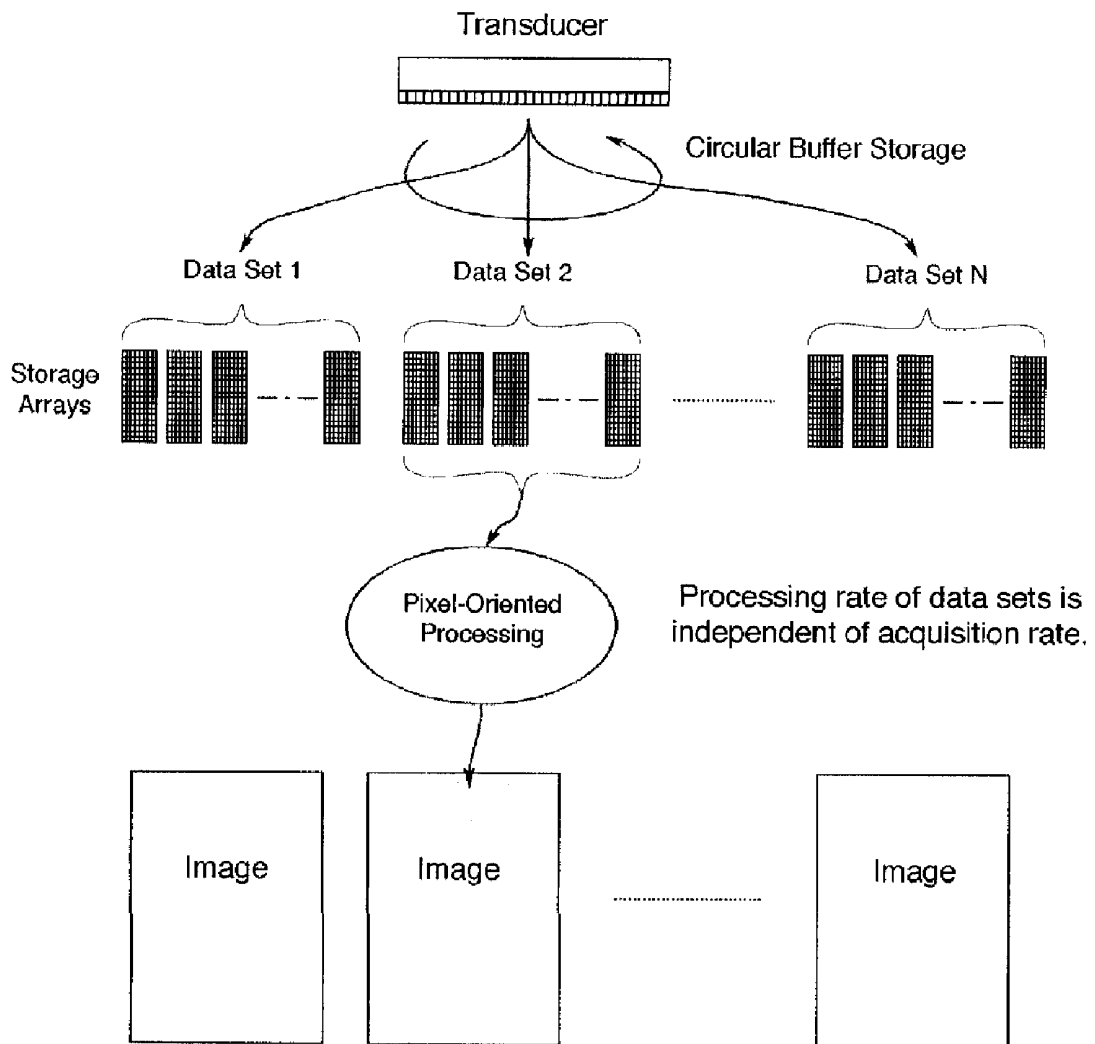 Transducer
Circular Buffer Storage
Data Set 1
Data Set 2
Data Set N
Storage
Arrays
Pixel-Oriented
Processing
Processing rate of data sets is
independent of acquisition rate.
Image
Image
Image